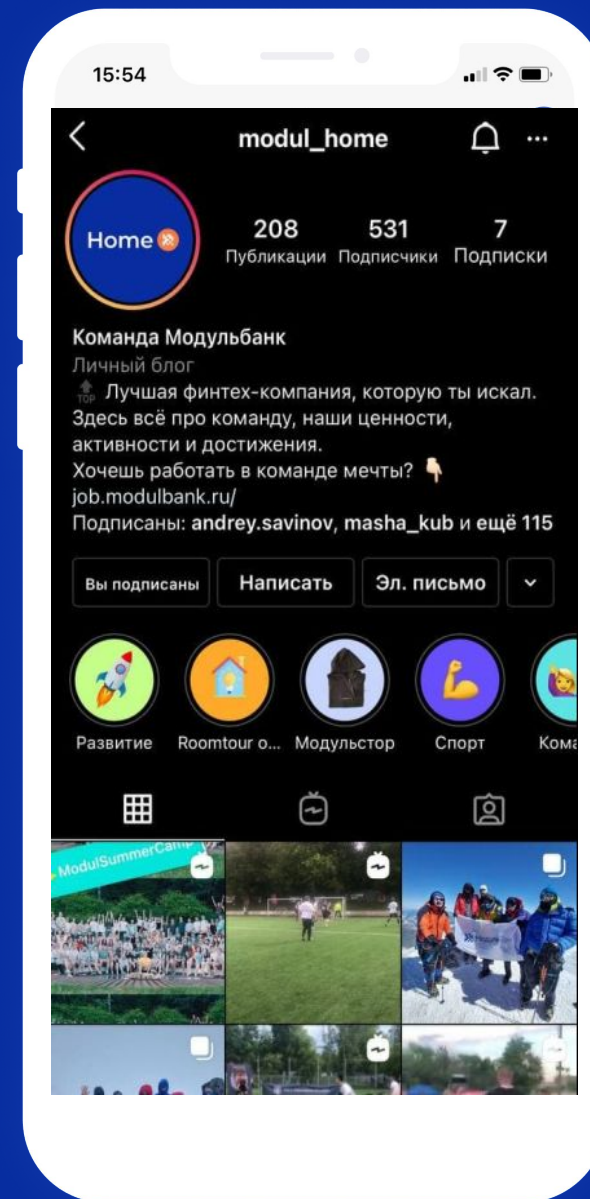 15:54
modul_home
Home
208 531 7
Публикации Подписчики Подписки
Команда Модульбанк
Личный блог
TOP Лучшая финтех-компания, которую ты искал.
Здесь всё про команду, наши ценности,
активности и достижения.
Хочешь работать в команде мечты?
job.modulbank.ru/
Подписаны: andrey.savinov, masha_kub и ещё 115
Вы подписаны Написать Эл. письмо
Развитие Roomtour o... Модульстор Спорт Кома
ModulSummerCamp